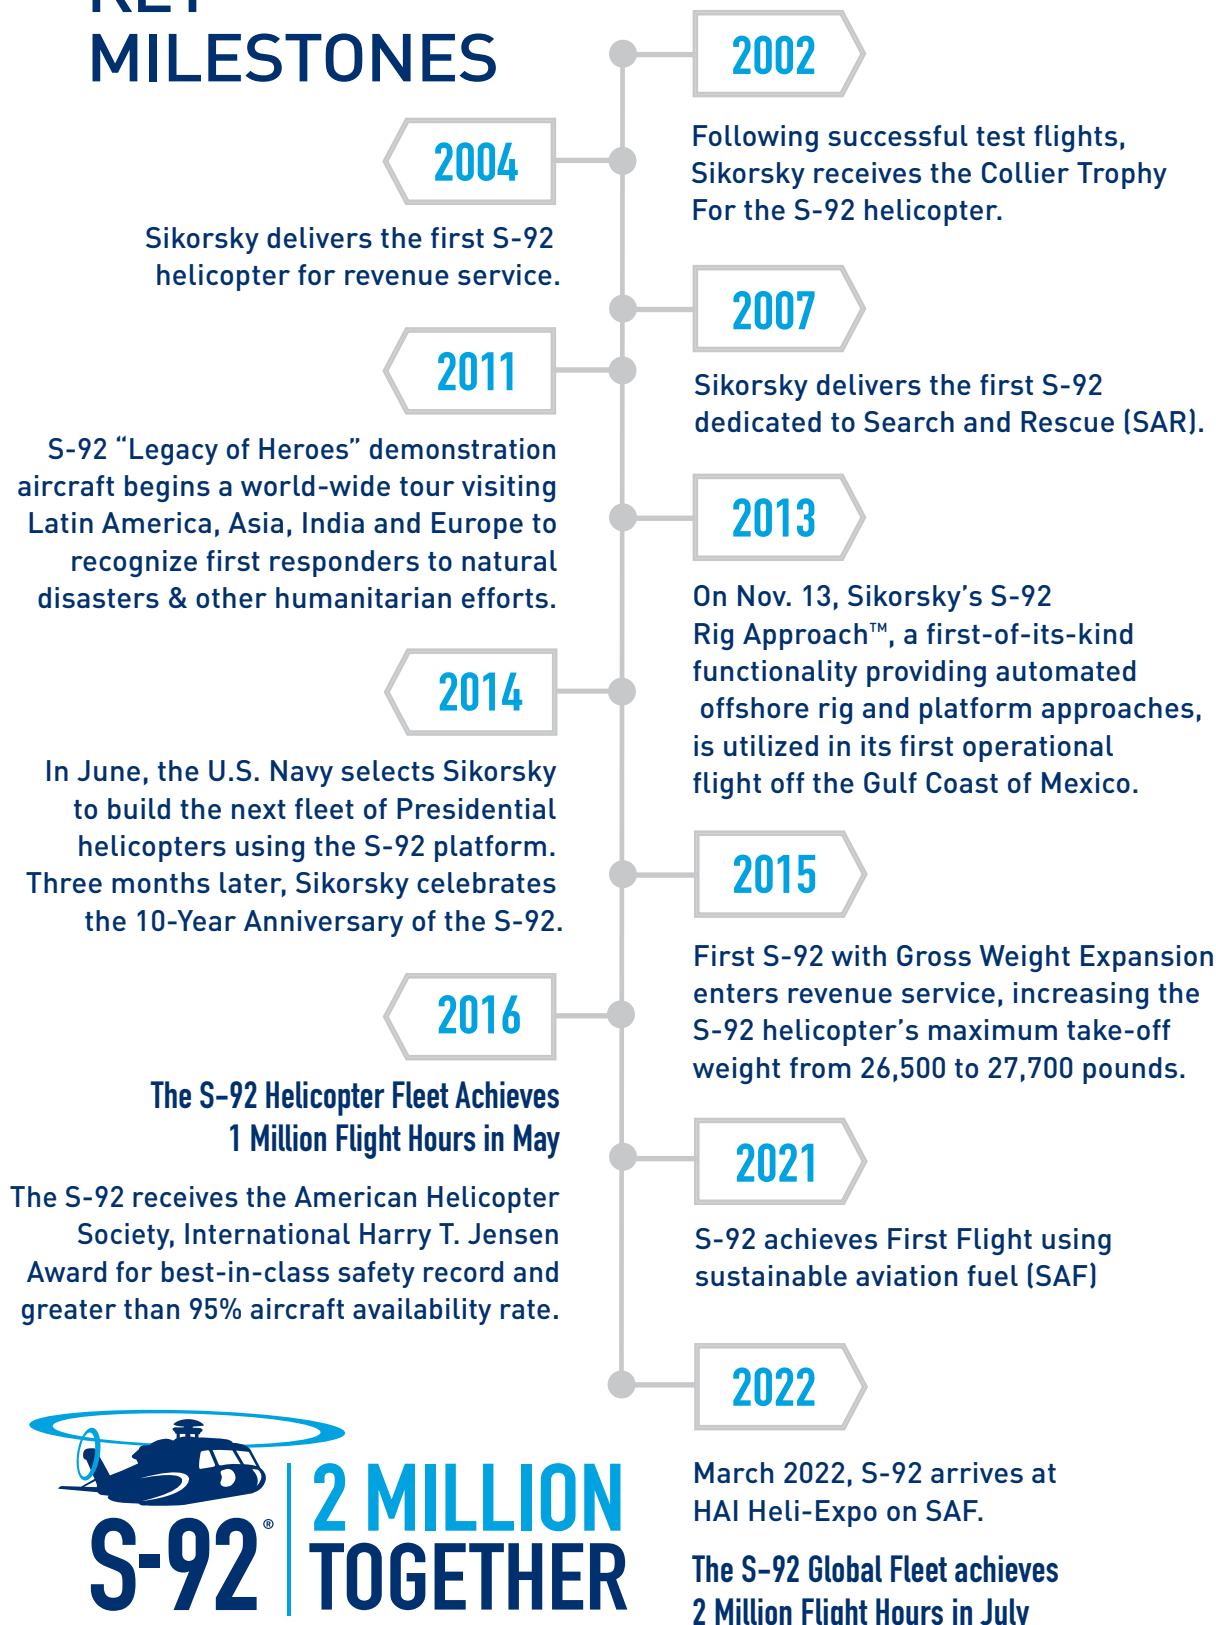 KEY
MILESTONES
2002
Following successful test flights,
Sikorsky receives the Collier Trophy
For the S-92 helicopter.
2004
Sikorsky delivers the first S-92
helicopter for revenue service.
2007
Sikorsky delivers the first S-92
dedicated to Search and Rescue (SAR).
2011
S-92 “Legacy of Heroes” demonstration
aircraft begins a world-wide tour visiting
Latin America, Asia, India and Europe to
recognize first responders to natural
disasters & other humanitarian efforts.
2013
On Nov. 13, Sikorsky’s S-92
Rig Approach™, a first-of-its-kind
functionality providing automated
offshore rig and platform approaches,
is utilized in its first operational
flight off the Gulf Coast of Mexico.
2014
In June, the U.S. Navy selects Sikorsky
to build the next fleet of Presidential
helicopters using the S-92 platform.
Three months later, Sikorsky celebrates
the 10-Year Anniversary of the S-92.
2015
First S-92 with Gross Weight Expansion
enters revenue service, increasing the
S-92 helicopter’s maximum take-off
weight from 26,500 to 27,700 pounds.
2016
The S-92 Helicopter Fleet Achieves
1 Million Flight Hours in May
The S-92 receives the American Helicopter
Society, International Harry T. Jensen
Award for best-in-class safety record and
greater than 95% aircraft availability rate.
2021
S-92 achieves First Flight using
sustainable aviation fuel (SAF)
2022
March 2022, S-92 arrives at
HAI Heli-Expo on SAF.
The S-92 Global Fleet achieves
2 Million Flight Hours in July
S-92®
2 MILLION
TOGETHER